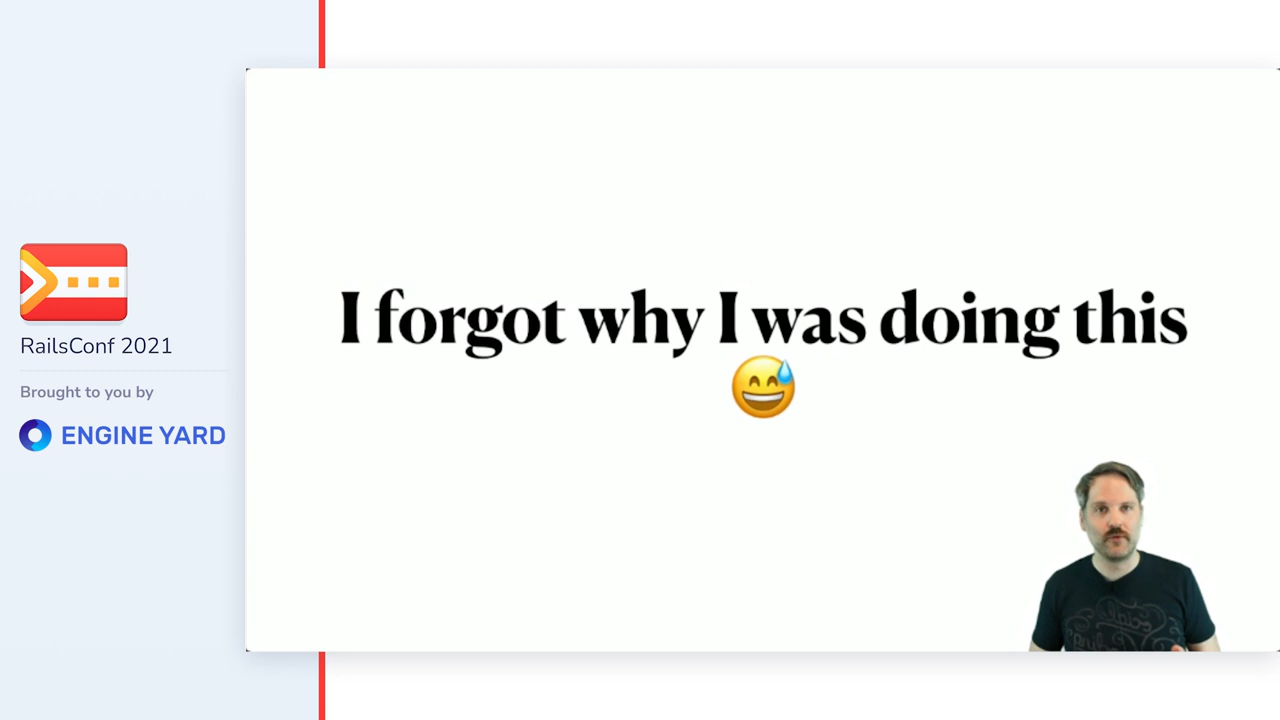 RailsConf 2021
Brought to you by
ENGINE YARD
I forgot why I was doing this
😅